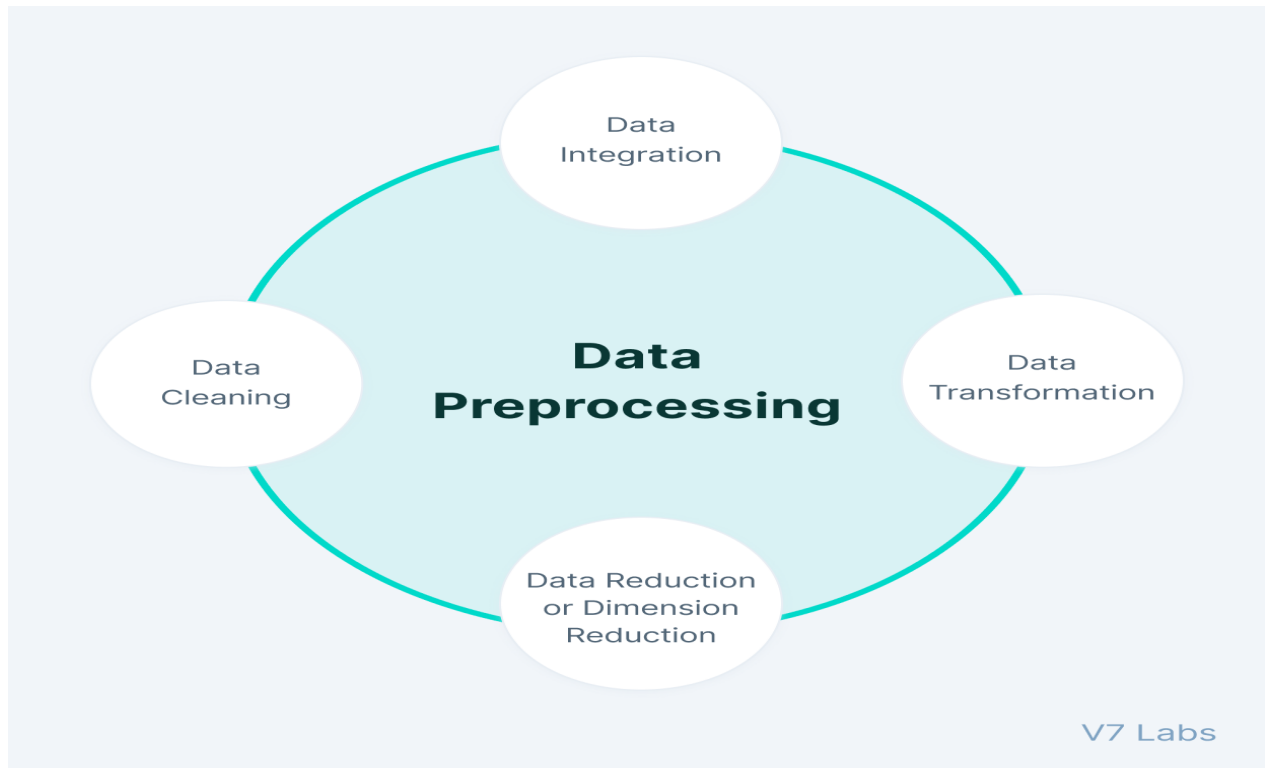 Data
Integration
Data
Cleaning
Data
Preprocessing
Data
Transformation
Data Reduction
or Dimension
Reduction
V7 Labs